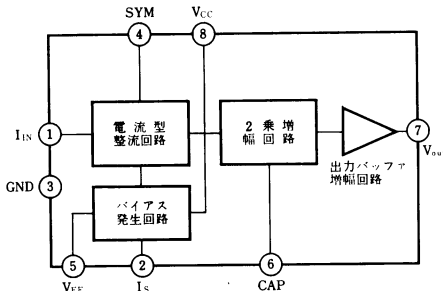 SYM
VCC
4
8
IIN
1
電流型
整流回路
2乗増
幅回路
7
Vou
出力バッファ
増幅回路
GND
3
バイアス
発生回路
5
2
6
VEE
IS
CAP